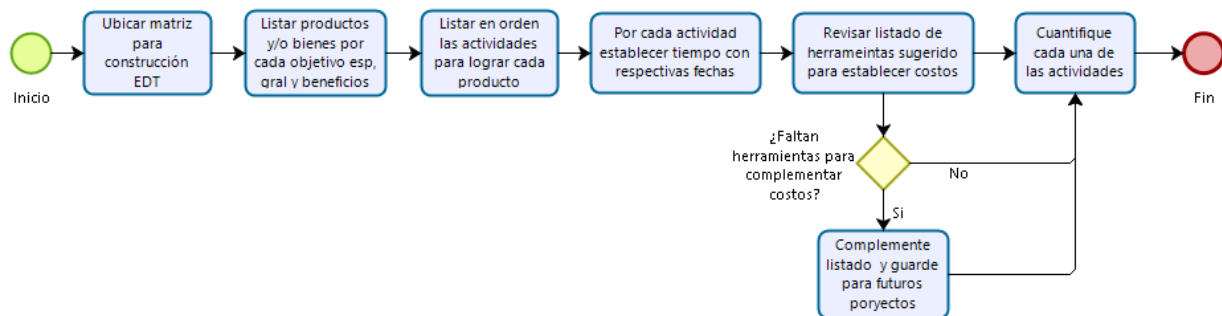 Inicio
Ubicar matriz
para
construcción
EDT
Listar productos
y/o bienes por
cada objetivo esp,
gral y beneficios
Listar en orden
las actividades
para lograr cada
producto
Por cada actividad
establecer tiempo con
respectivas fechas
Revisar listado de
herrameintas sugerido
para establecer costos
Cuantifique
cada una de
las actividades
Fin
¿Faltan
herramientas para
complementar
costos?
No
Si
Complemente
listado y guarde
para futuros
poryectos